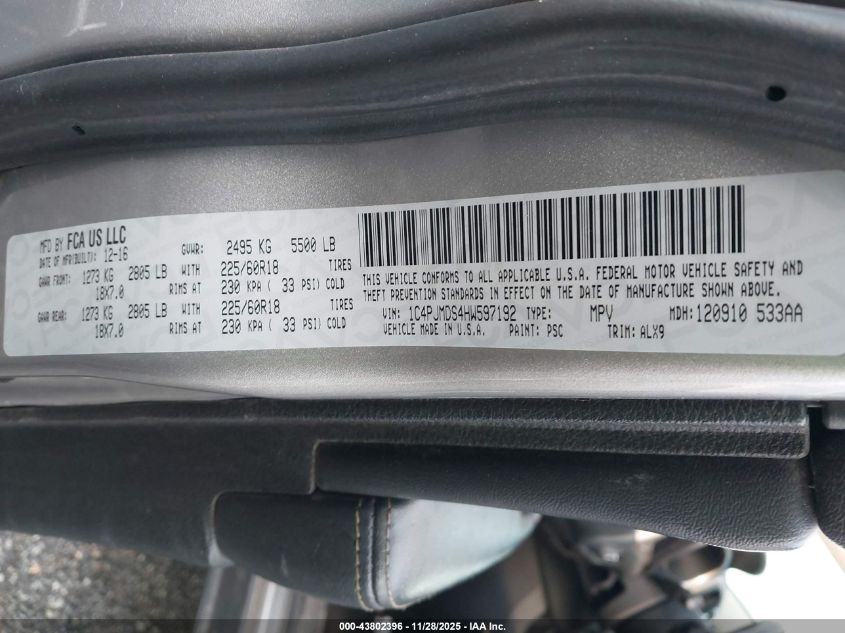 MFD BY FCA US LLC
DATE OF MFR(BUILT): 12-16 GVWR: 2495 KG 5500 LB
GAWR FRONT: 1273 KG 2805 LB WITH 225/60R18 TIRES
18X7.0 RIMS AT 230 KPA ( 33 PSI) COLD
GAWR REAR: 1273 KG 2805 LB WITH 225/60R18 TIRES
18X7.0 RIMS AT 230 KPA ( 33 PSI) COLD
THIS VEHICLE CONFORMS TO ALL APPLICABLE U.S.A. FEDERAL MOTOR VEHICLE SAFETY AND
THEFT PREVENTION STANDARDS IN EFFECT ON THE DATE OF MANUFACTURE SHOWN ABOVE.
VIN: 1C4PJMDS4HW597192 TYPE: MPV MDH: 120910 533AA
VEHICLE MADE IN U.S.A. PAINT: PSC TRIM: ALX9
000-43802396 - 11/28/2025 - IAA Inc.